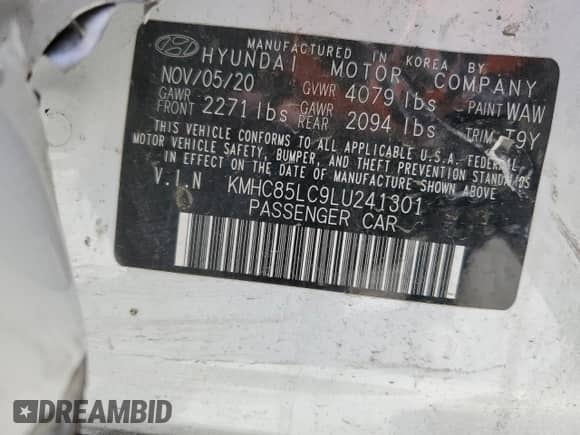 MANUFACTURED IN KOREA BY
HYUNDAI MOTOR COMPANY
NOV/05/20 GVWR 4079 lbs PAINT WAW
GAWR FRONT 2271 lbs GAWR REAR 2094 lbs TRIM T9Y
THIS VEHICLE CONFORMS TO ALL APPLICABLE U.S.A. FEDERAL
MOTOR VEHICLE SAFETY, BUMPER, AND THEFT PREVENTION STANDARDS
IN EFFECT ON THE DATE OF MANUFACTURE SHOWN ABOVE.
V.I.N KMHC85LC9LU241301
PASSENGER CAR
DREAMBID